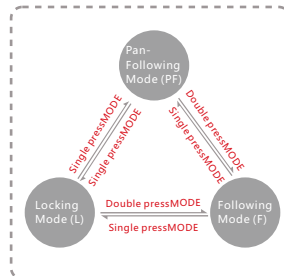 Pan-
Following
Mode (PF)
Single pressMODE
Single pressMODE
Double pressMODE
Single pressMODE
Locking
Mode (L)
Double pressMODE
Single pressMODE
Following
Mode (F)